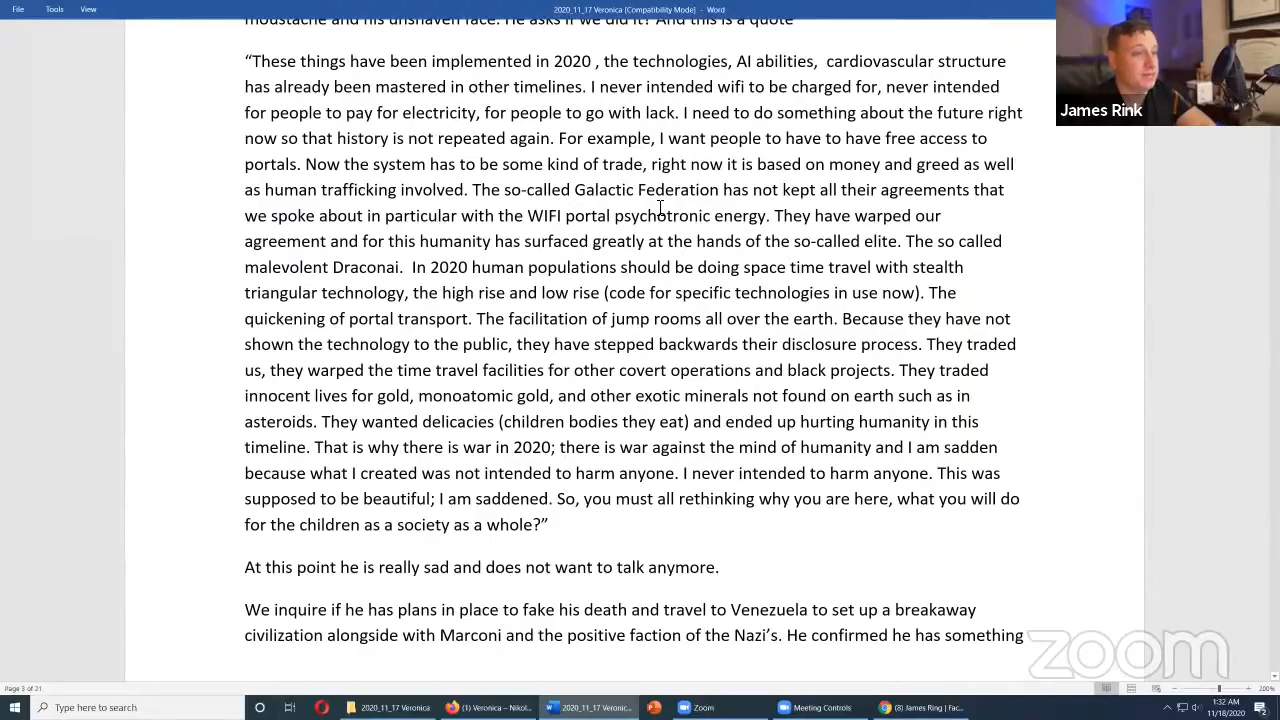 File Tools View
2020_11_17 Veronica [Compatibility Mode] - Word
moustache and his unshaven face. He asks if we did it? And this is a quote
“These things have been implemented in 2020 , the technologies, AI abilities,  cardiovascular structure
has already been mastered in other timelines. I never intended wifi to be charged for, never intended
for people to pay for electricity, for people to go with lack. I need to do something about the future right
now so that history is not repeated again. For example, I want people to have to have free access to
portals. Now the system has to be some kind of trade, right now it is based on money and greed as well
as human trafficking involved. The so-called Galactic Federation has not kept all their agreements that
we spoke about in particular with the WIFI portal psychotronic energy. They have warped our
agreement and for this humanity has surfaced greatly at the hands of the so-called elite. The so called
malevolent Draconai.  In 2020 human populations should be doing space time travel with stealth
triangular technology, the high rise and low rise (code for specific technologies in use now). The
quickening of portal transport. The facilitation of jump rooms all over the earth. Because they have not
shown the technology to the public, they have stepped backwards their disclosure process. They traded
us, they warped the time travel facilities for other covert operations and black projects. They traded
innocent lives for gold, monoatomic gold, and other exotic minerals not found on earth such as in
asteroids. They wanted delicacies (children bodies they eat) and ended up hurting humanity in this
timeline. That is why there is war in 2020; there is war against the mind of humanity and I am sadden
because what I created was not intended to harm anyone. I never intended to harm anyone. This was
supposed to be beautiful; I am saddened. So, you must all rethinking why you are here, what you will do
for the children as a society as a whole?”
At this point he is really sad and does not want to talk anymore.
We inquire if he has plans in place to fake his death and travel to Venezuela to set up a breakaway
civilization alongside with Marconi and the positive faction of the Nazi’s. He confirmed he has something
James Rink
zoom
Page 3 of 21
200%
Type here to search
2020_11_17 Veronica
(1) Veronica – Nikol...
2020_11_17 Veronic...
Zoom
Meeting Controls
(8) James Ring | Fac...
1:32 AM
11/18/2020